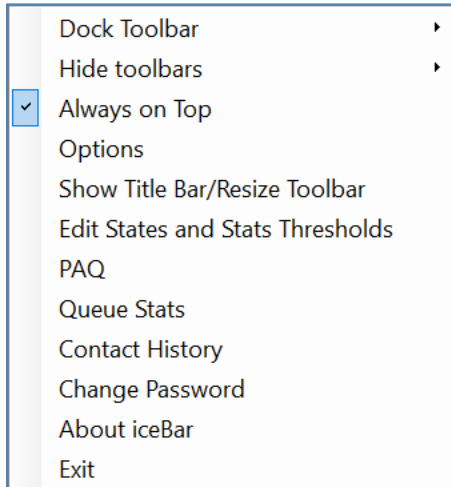 Dock Toolbar
Hide toolbars
Always on Top
Options
Show Title Bar/Resize Toolbar
Edit States and Stats Thresholds
PAQ
Queue Stats
Contact History
Change Password
About iceBar
Exit